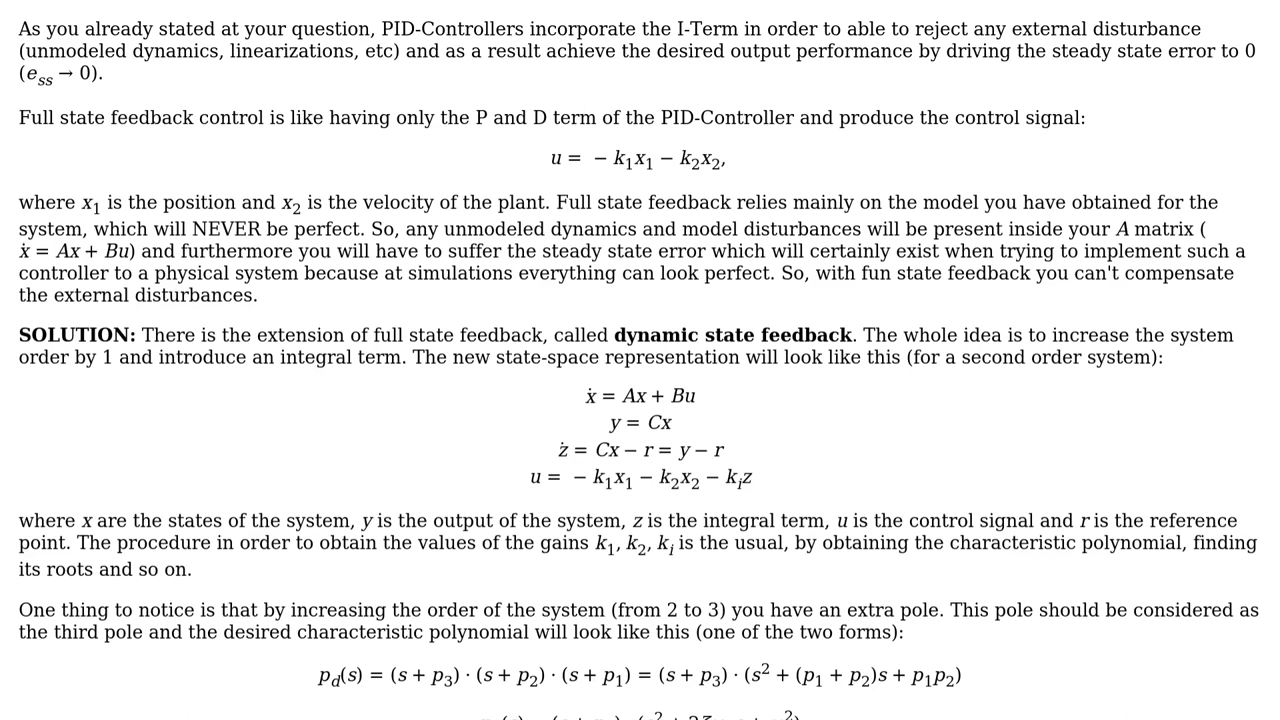 As you already stated at your question, PID-Controllers incorporate the I-Term in order to able to reject any external disturbance
(unmodeled dynamics, linearizations, etc) and as a result achieve the desired output performance by driving the steady state error to 0
(e_ss → 0).
Full state feedback control is like having only the P and D term of the PID-Controller and produce the control signal:
u = − k₁x₁ − k₂x₂,
where x₁ is the position and x₂ is the velocity of the plant. Full state feedback relies mainly on the model you have obtained for the
system, which will NEVER be perfect. So, any unmodeled dynamics and model disturbances will be present inside your A matrix (
ẋ = Ax + Bu) and furthermore you will have to suffer the steady state error which will certainly exist when trying to implement such a
controller to a physical system because at simulations everything can look perfect. So, with fun state feedback you can't compensate
the external disturbances.
SOLUTION: There is the extension of full state feedback, called dynamic state feedback. The whole idea is to increase the system
order by 1 and introduce an integral term. The new state-space representation will look like this (for a second order system):
ẋ = Ax + Bu
y = Cx
ż = Cx − r = y − r
u = − k₁x₁ − k₂x₂ − kᵢz
where x are the states of the system, y is the output of the system, z is the integral term, u is the control signal and r is the reference
point. The procedure in order to obtain the values of the gains k₁, k₂, kᵢ is the usual, by obtaining the characteristic polynomial, finding
its roots and so on.
One thing to notice is that by increasing the order of the system (from 2 to 3) you have an extra pole. This pole should be considered as
the third pole and the desired characteristic polynomial will look like this (one of the two forms):
p_d(s) = (s + p₃) · (s + p₂) · (s + p₁) = (s + p₃) · (s² + (p₁ + p₂)s + p₁p₂)